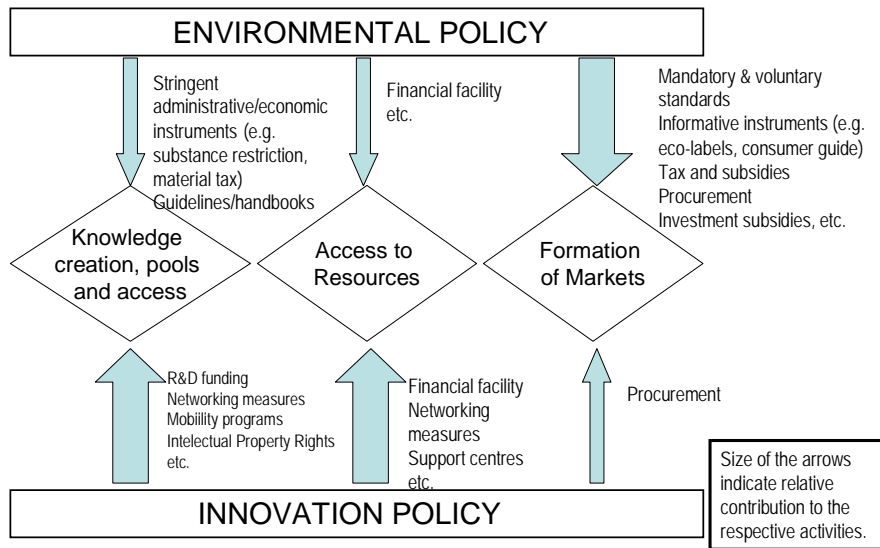 ENVIRONMENTAL POLICY
Stringent
administrative/economic
instruments (e.g.
substance restriction,
material tax)
Guidelines/handbooks
Financial facility
etc.
Mandatory & voluntary
standards
Informative instruments (e.g.
eco-labels, consumer guide)
Tax and subsidies
Procurement
Investment subsidies, etc.
Knowledge
creation, pools
and access
Access to
Resources
Formation
of Markets
R&D funding
Networking measures
Mobiility programs
Intelectual Property Rights
etc.
Financial facility
Networking
measures
Support centres
etc.
Procurement
Size of the arrows
indicate relative
contribution to the
respective activities.
INNOVATION POLICY